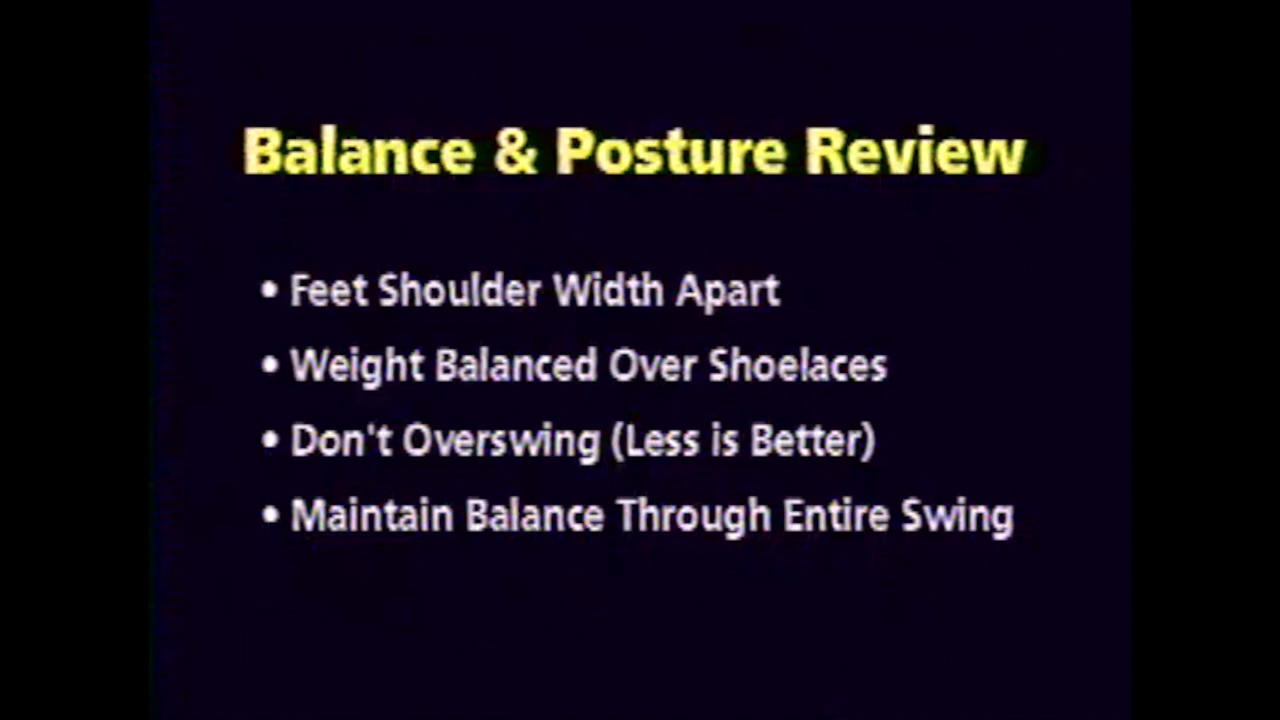 Balance & Posture Review
• Feet Shoulder Width Apart
• Weight Balanced Over Shoelaces
• Don't Overswing (Less is Better)
• Maintain Balance Through Entire Swing